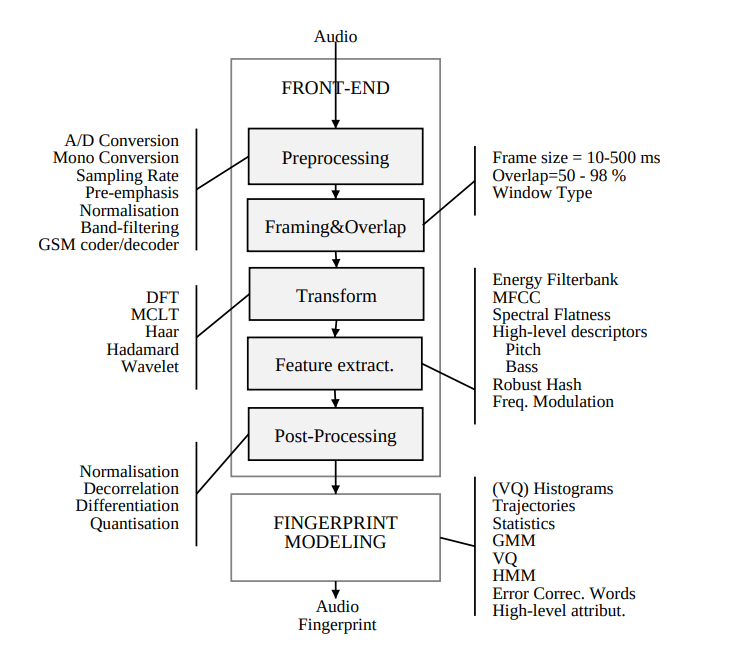 Audio
FRONT-END
A/D Conversion
Mono Conversion
Sampling Rate
Pre-emphasis
Normalisation
Band-filtering
GSM coder/decoder
Preprocessing
Frame size = 10-500 ms
Overlap=50 - 98 %
Window Type
Framing&Overlap
DFT
MCLT
Haar
Hadamard
Wavelet
Transform
Energy Filterbank
MFCC
Spectral Flatness
High-level descriptors
Pitch
Bass
Robust Hash
Freq. Modulation
Feature extract.
Post-Processing
Normalisation
Decorrelation
Differentiation
Quantisation
FINGERPRINT
MODELING
(VQ) Histograms
Trajectories
Statistics
GMM
VQ
HMM
Error Correc. Words
High-level attribut.
Audio
Fingerprint